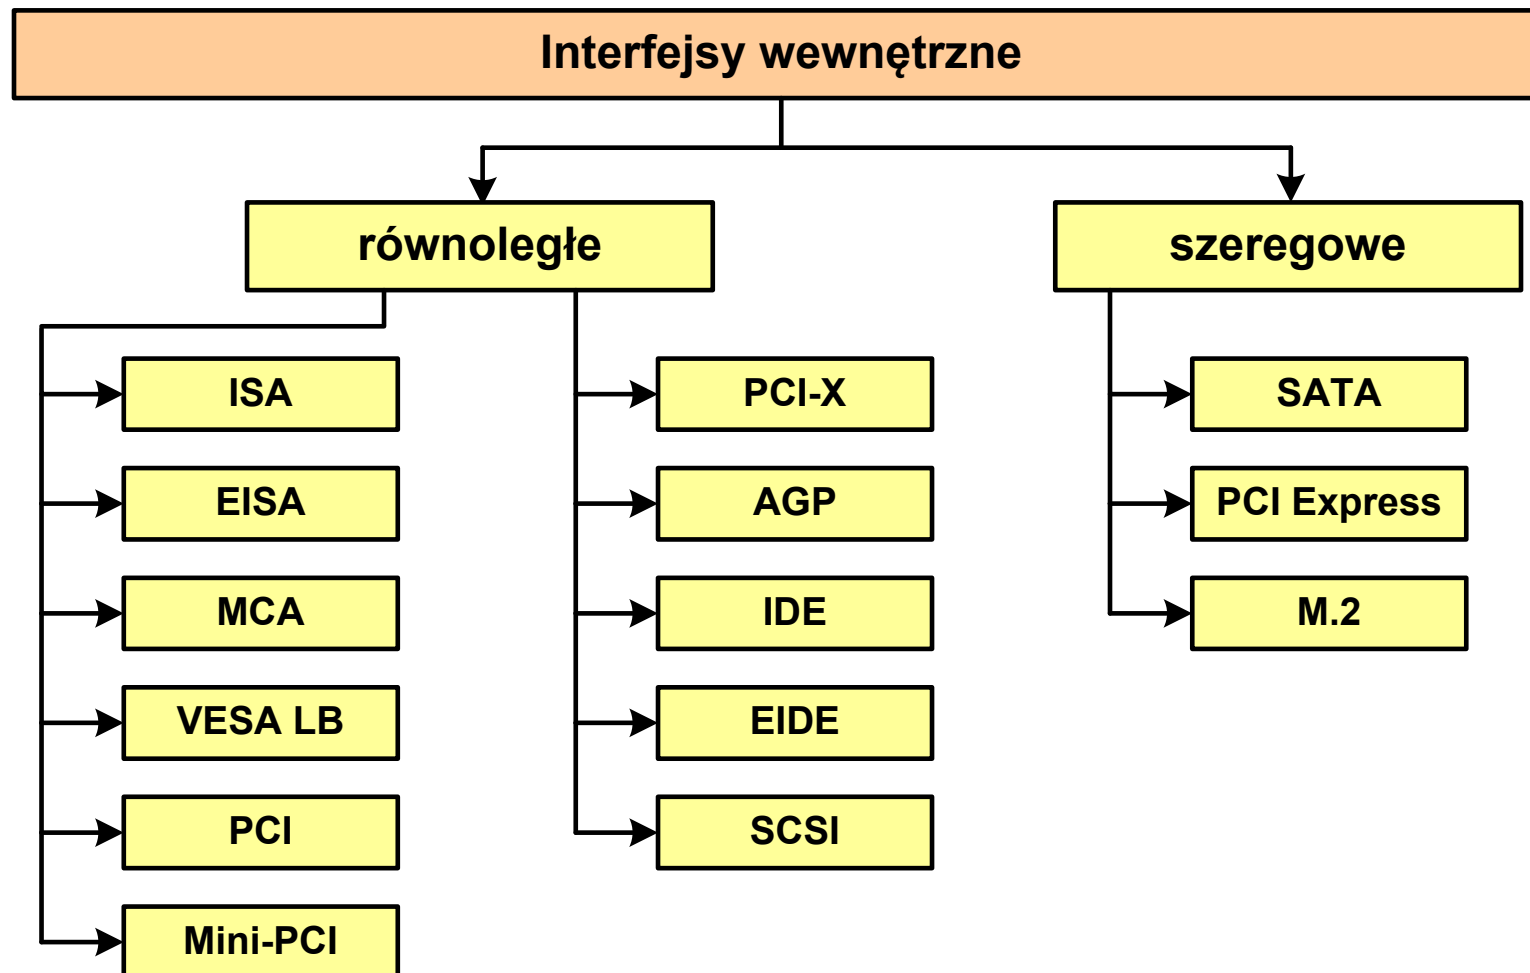 Interfejsy wewnętrzne
równoległe
szeregowe
ISA
EISA
MCA
VESA LB
PCI
Mini-PCI
PCI-X
AGP
IDE
EIDE
SCSI
SATA
PCI Express
M.2